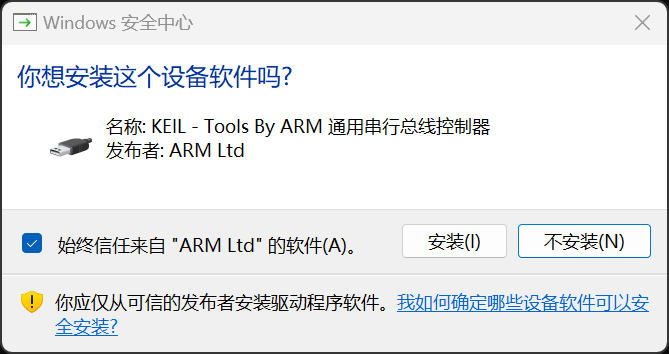 Windows 安全中心
你想安装这个设备软件吗?
名称: KEIL - Tools By ARM 通用串行总线控制器
发布者: ARM Ltd
始终信任来自 "ARM Ltd" 的软件(A)。
安装(I)
不安装(N)
你应仅从可信的发布者安装驱动程序软件。我如何确定哪些设备软件可以安
全安装?